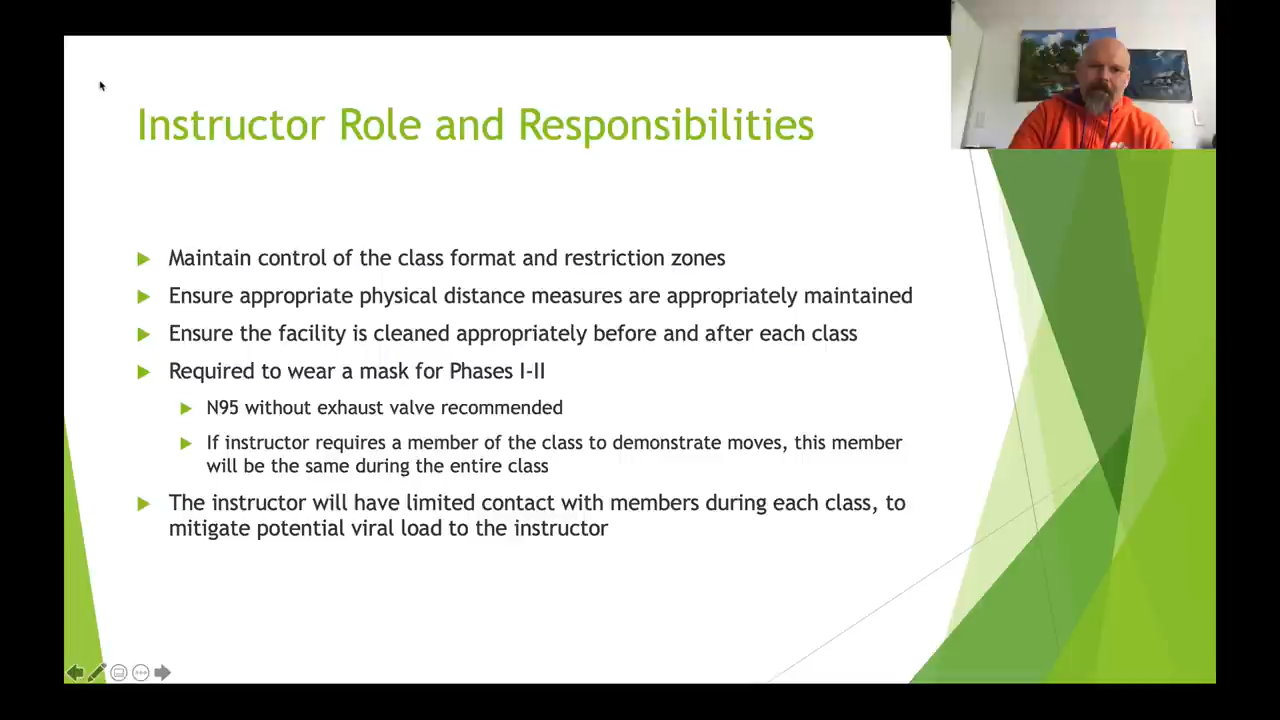 Instructor Role and Responsibilities
Maintain control of the class format and restriction zones
Ensure appropriate physical distance measures are appropriately maintained
Ensure the facility is cleaned appropriately before and after each class
Required to wear a mask for Phases I-II
N95 without exhaust valve recommended
If instructor requires a member of the class to demonstrate moves, this member
will be the same during the entire class
The instructor will have limited contact with members during each class, to
mitigate potential viral load to the instructor